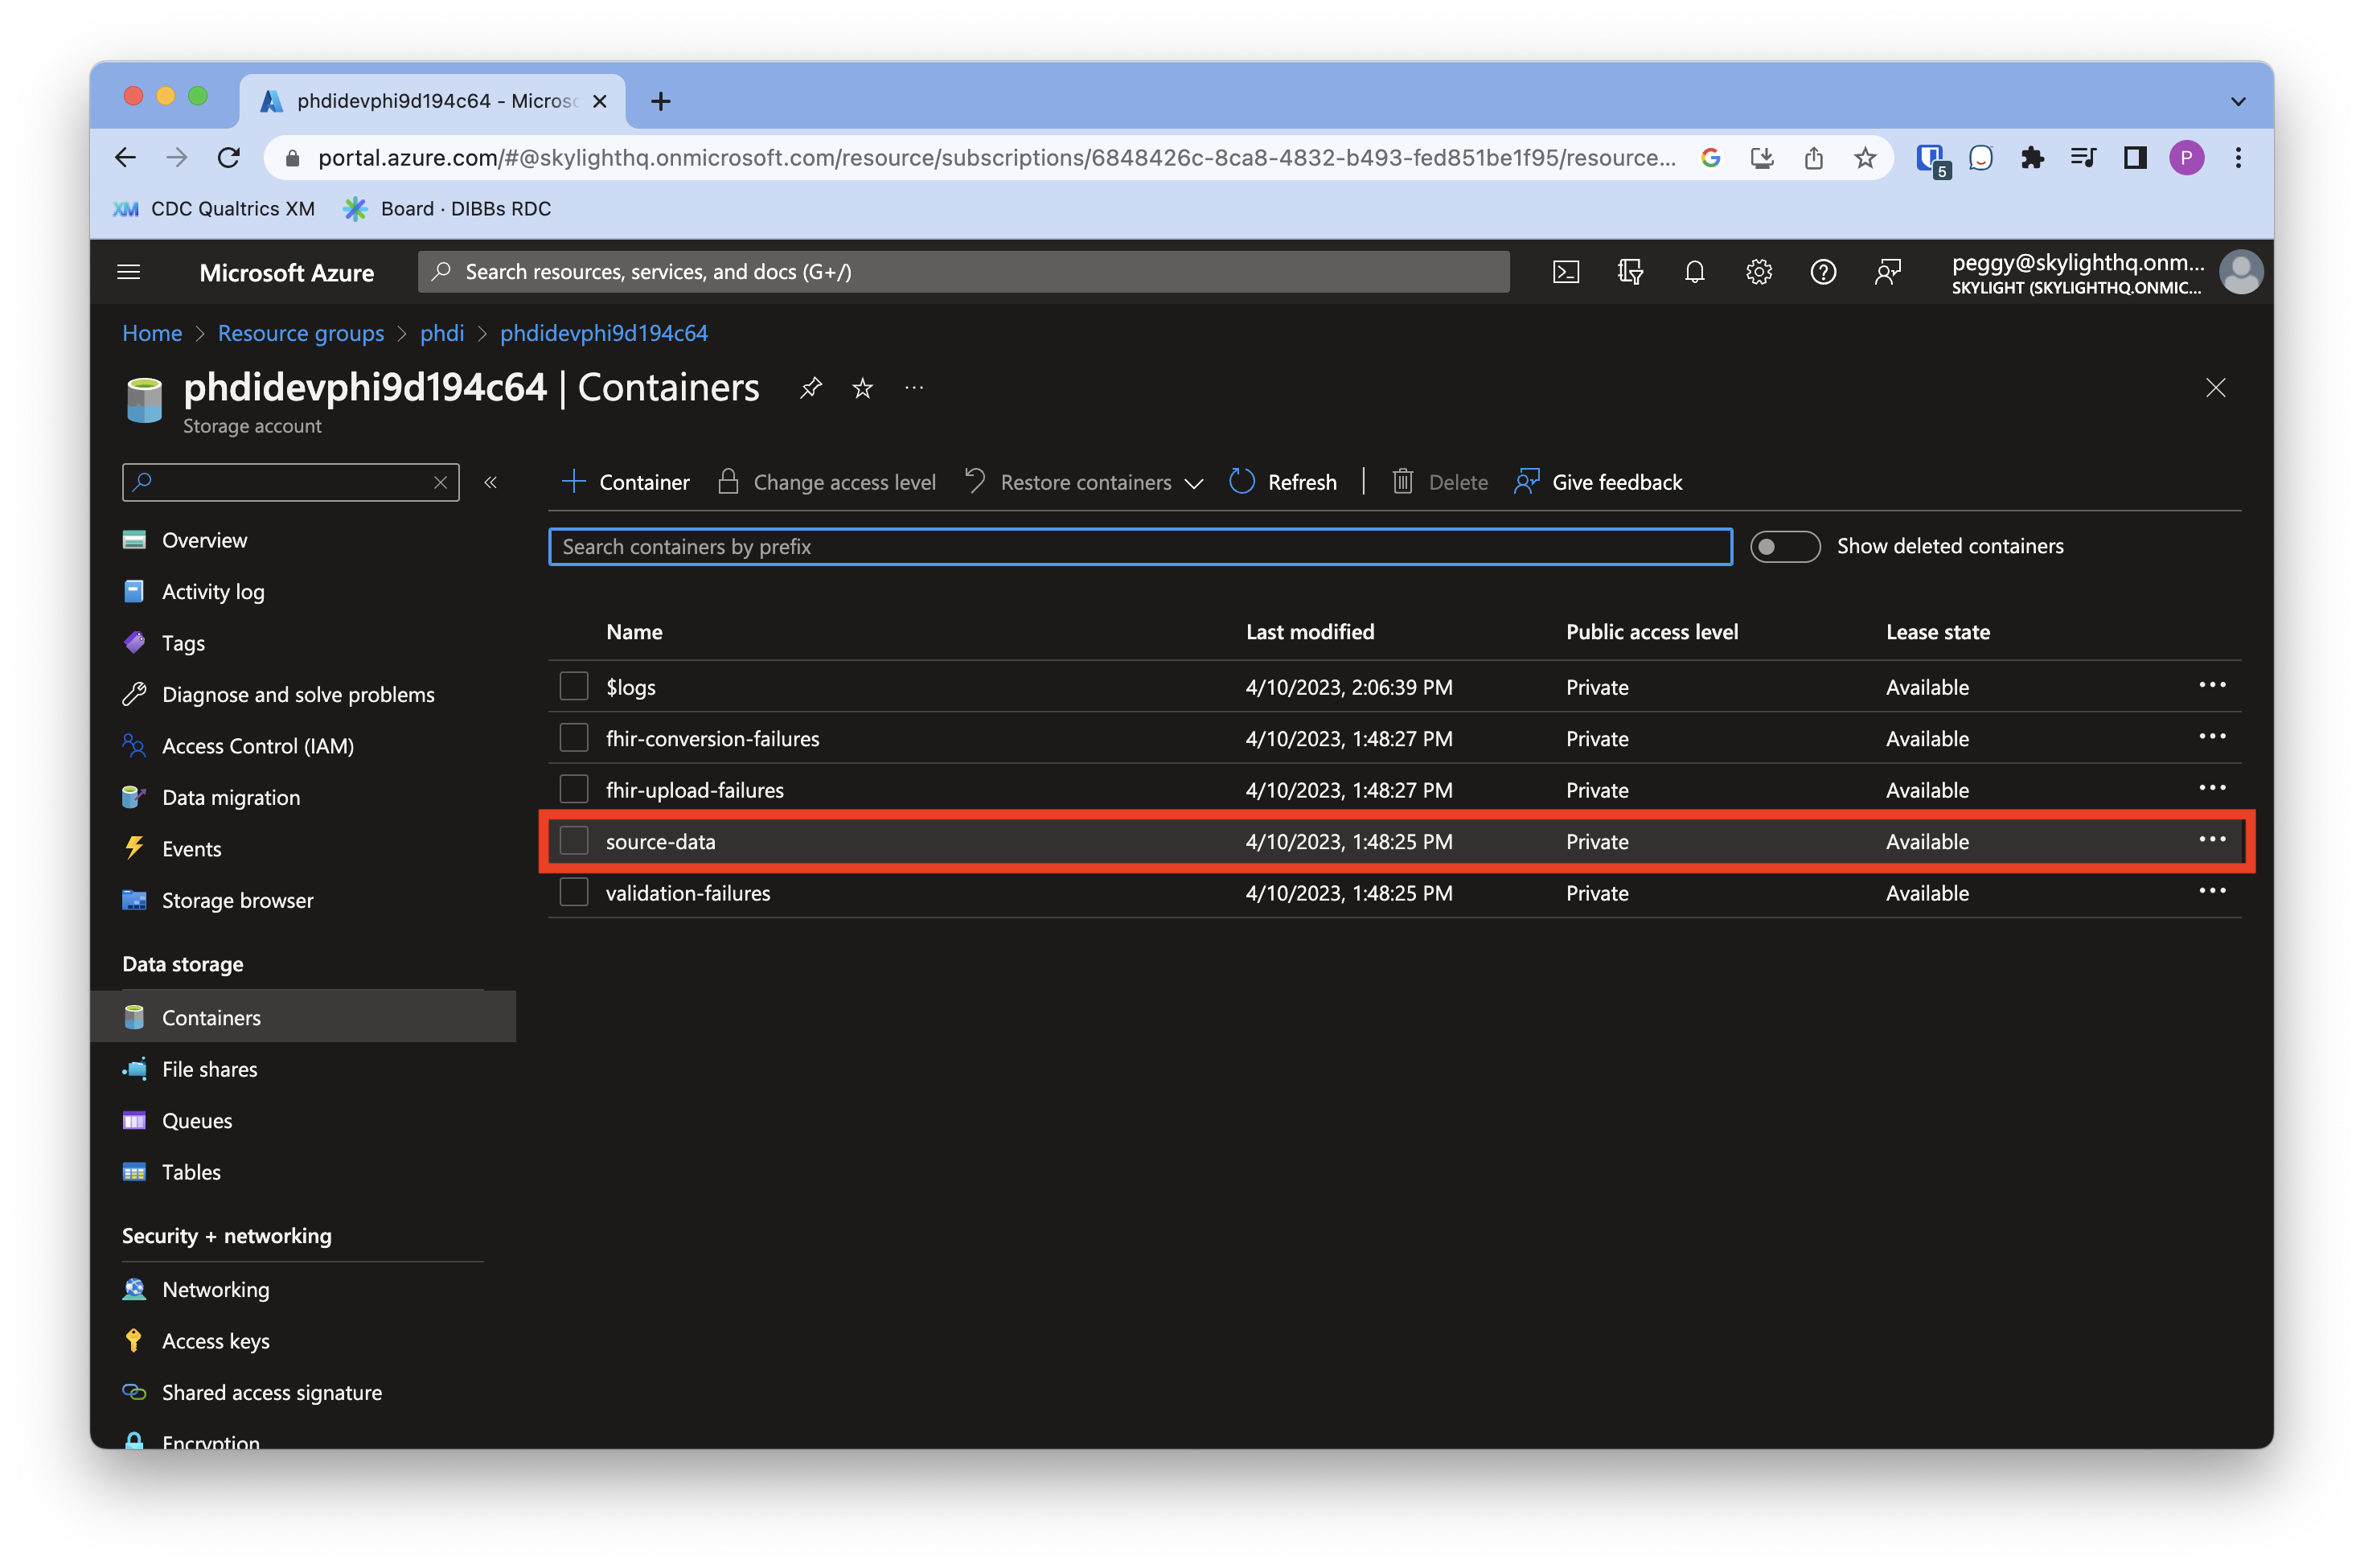 phdidevphi9d194c64 - Micros
portal.azure.com/#@skylighthq.onmicrosoft.com/resource/subscriptions/6848426c-8ca8-4832-b493-fed851be1f95/resource...
5
P
XM CDC Qualtrics XM
Board · DIBBs RDC
Microsoft Azure
Search resources, services, and docs (G+/)
peggy@skylighthq.onm...
SKYLIGHT (SKYLIGHTHQ.ONMIC...
Home > Resource groups > phdi > phdidevphi9d194c64
phdidevphi9d194c64 | Containers
Storage account
Container Change access level Restore containers Refresh | Delete Give feedback
Search containers by prefix
Show deleted containers
Name Last modified Public access level Lease state
$logs 4/10/2023, 2:06:39 PM Private Available
fhir-conversion-failures 4/10/2023, 1:48:27 PM Private Available
fhir-upload-failures 4/10/2023, 1:48:27 PM Private Available
source-data 4/10/2023, 1:48:25 PM Private Available
validation-failures 4/10/2023, 1:48:25 PM Private Available
Overview
Activity log
Tags
Diagnose and solve problems
Access Control (IAM)
Data migration
Events
Storage browser
Data storage
Containers
File shares
Queues
Tables
Security + networking
Networking
Access keys
Shared access signature
Encryption